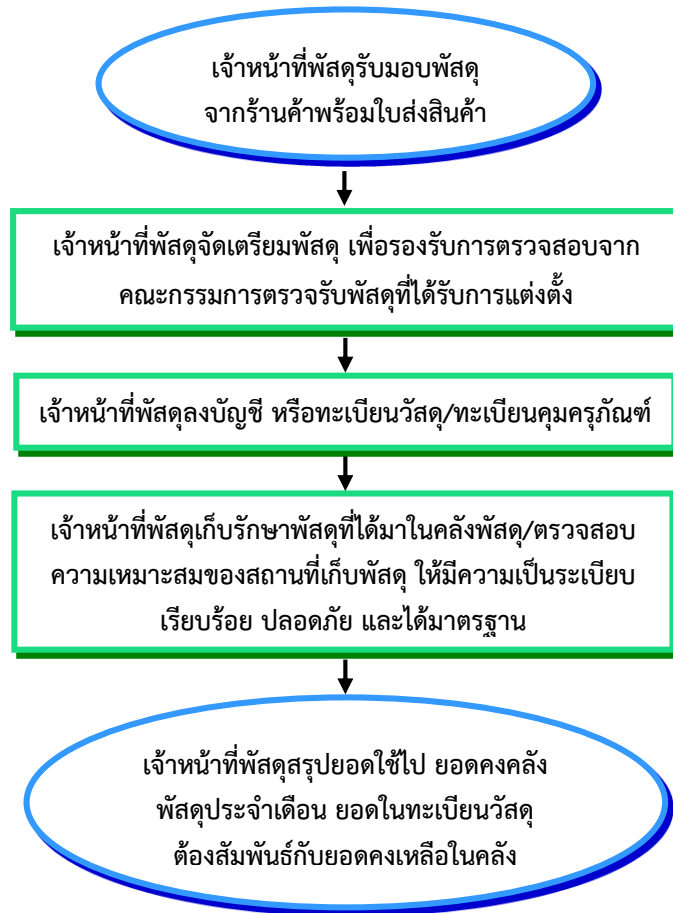 เจ้าหน้าที่พัสดุรับมอบพัสดุ
จากร้านค้าพร้อมใบส่งสินค้า
เจ้าหน้าที่พัสดุจัดเตรียมพัสดุ เพื่อรองรับการตรวจสอบจาก
คณะกรรมการตรวจรับพัสดุที่ได้รับการแต่งตั้ง
เจ้าหน้าที่พัสดุลงบัญชี หรือทะเบียนวัสดุ/ทะเบียนคุมครุภัณฑ์
เจ้าหน้าที่พัสดุเก็บรักษาพัสดุที่ได้มาในคลังพัสดุ/ตรวจสอบ
ความเหมาะสมของสถานที่เก็บพัสดุ ให้มีความเป็นระเบียบ
เรียบร้อย ปลอดภัย และได้มาตรฐาน
เจ้าหน้าที่พัสดุสรุปยอดใช้ไป ยอดคงคลัง
พัสดุประจำเดือน ยอดในทะเบียนวัสดุ
ต้องสัมพันธ์กับยอดคงเหลือในคลัง